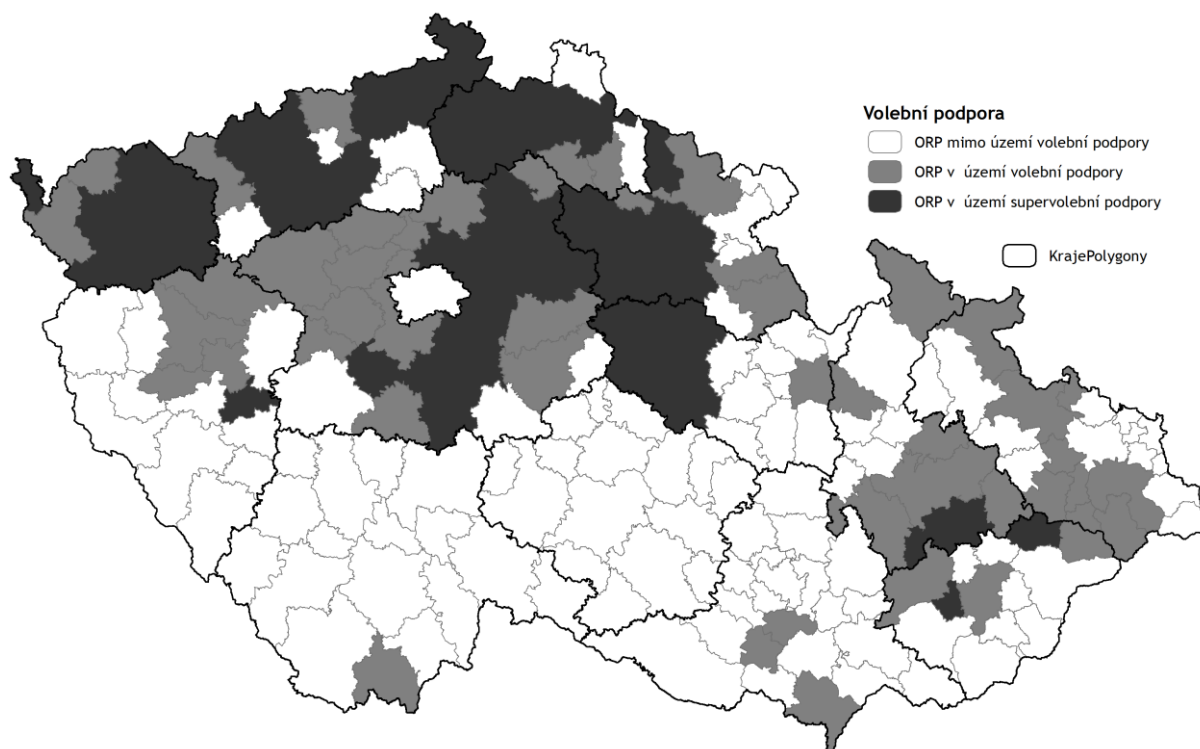 Volební podpora
ORP mimo území volební podpory
ORP v území volební podpory
ORP v území supervolební podpory
KrajePolygony